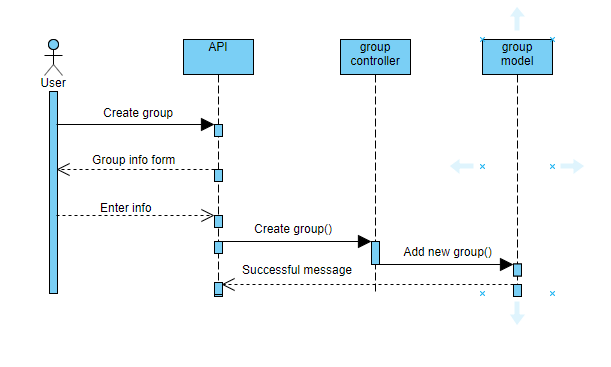 API
group
controller
group
model
User
Create group
Group info form
Enter info
Create group()
Add new group()
Successful message